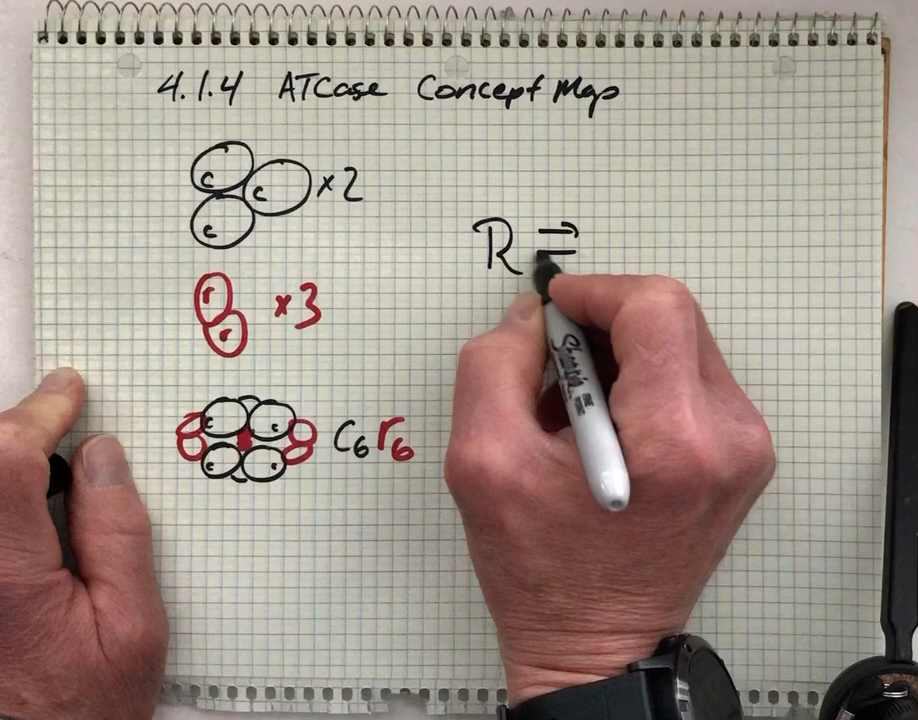 4.1.4 ATCase Concept Map
c c c ×2
R ⇌
r r ×3
c c c₆r₆
Sharpie